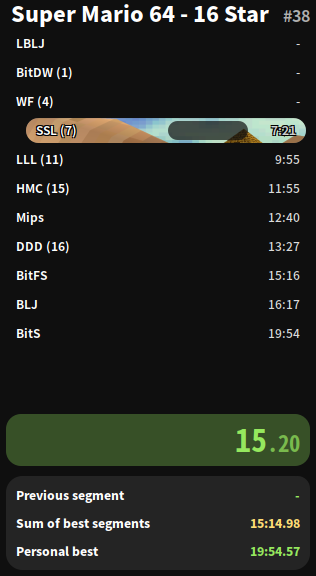 Super Mario 64 - 16 Star #38
LBLJ -
BitDW (1) -
WF (4) -
SSL (7) 7:21
LLL (11) 9:55
HMC (15) 11:55
Mips 12:40
DDD (16) 13:27
BitFS 15:16
BLJ 16:17
BitS 19:54
15.20
Previous segment -
Sum of best segments 15:14.98
Personal best 19:54.57